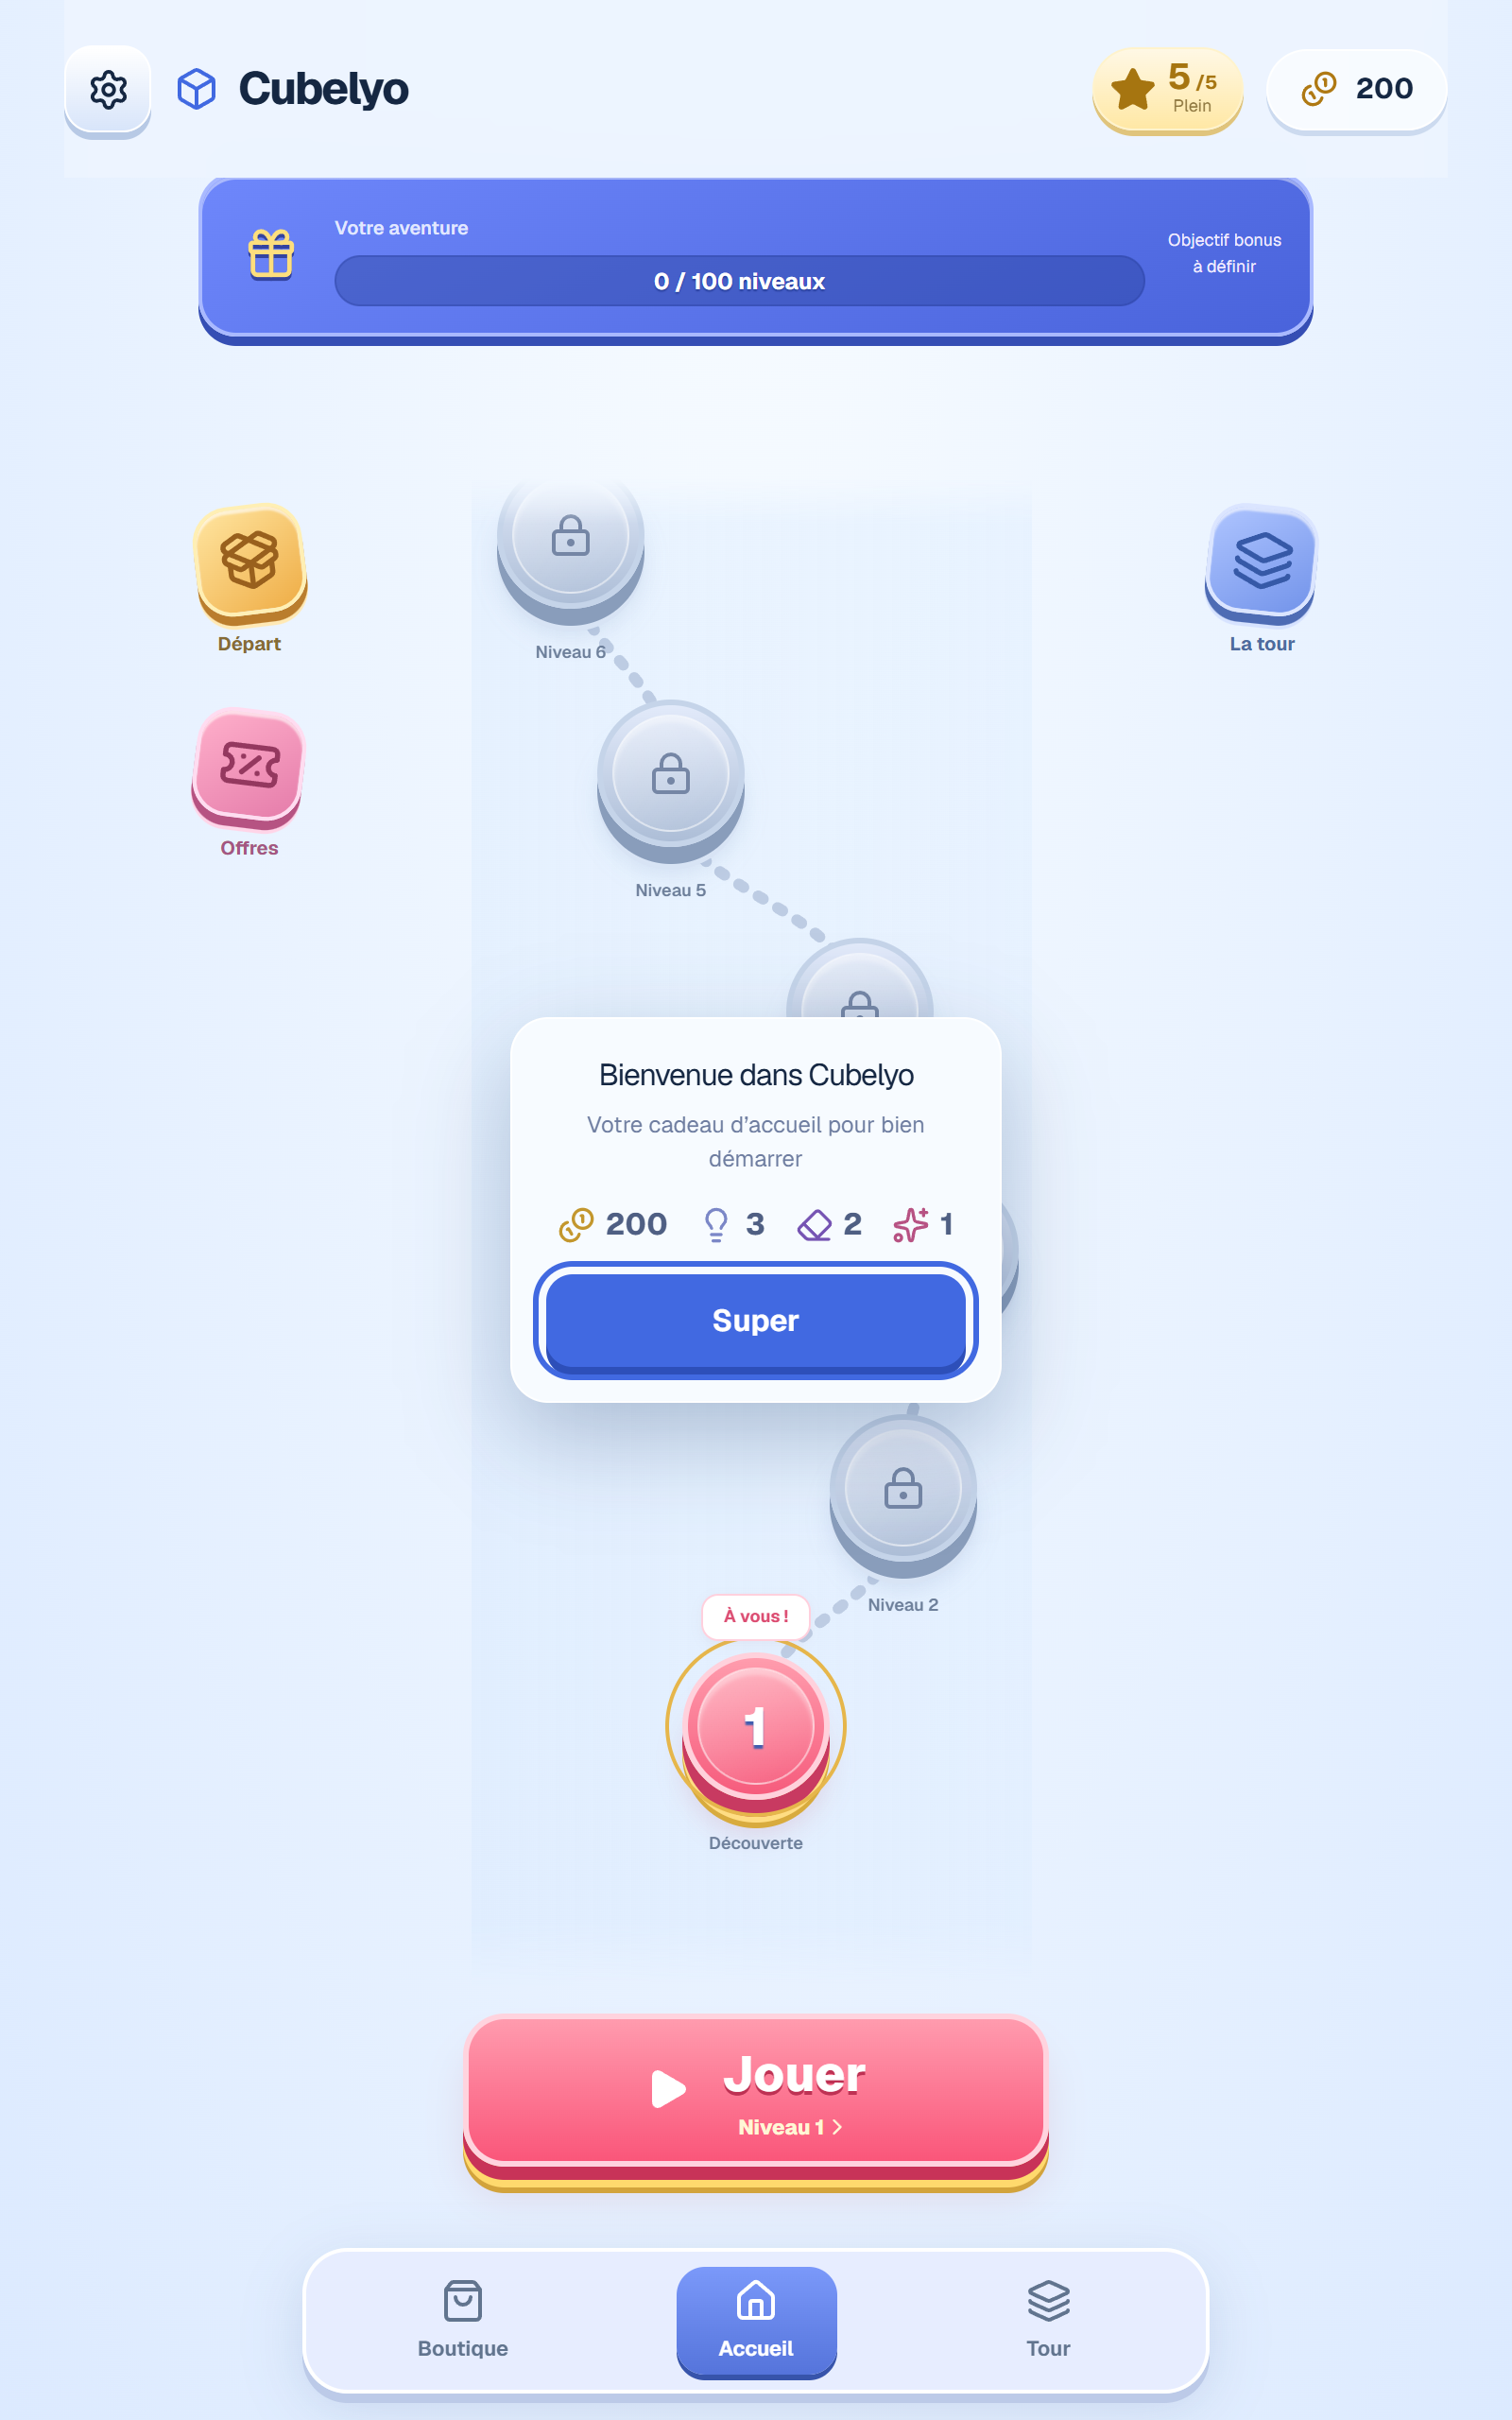 Cubelyo
5 /5
Plein
200
Votre aventure
0 / 100 niveaux
Objectif bonus
à définir
Départ
La tour
Offres
Niveau 6
Niveau 5
Bienvenue dans Cubelyo
Votre cadeau d’accueil pour bien
démarrer
200 3 2 1
Super
Niveau 2
À vous !
1
Découverte
Jouer
Niveau 1
Boutique
Accueil
Tour